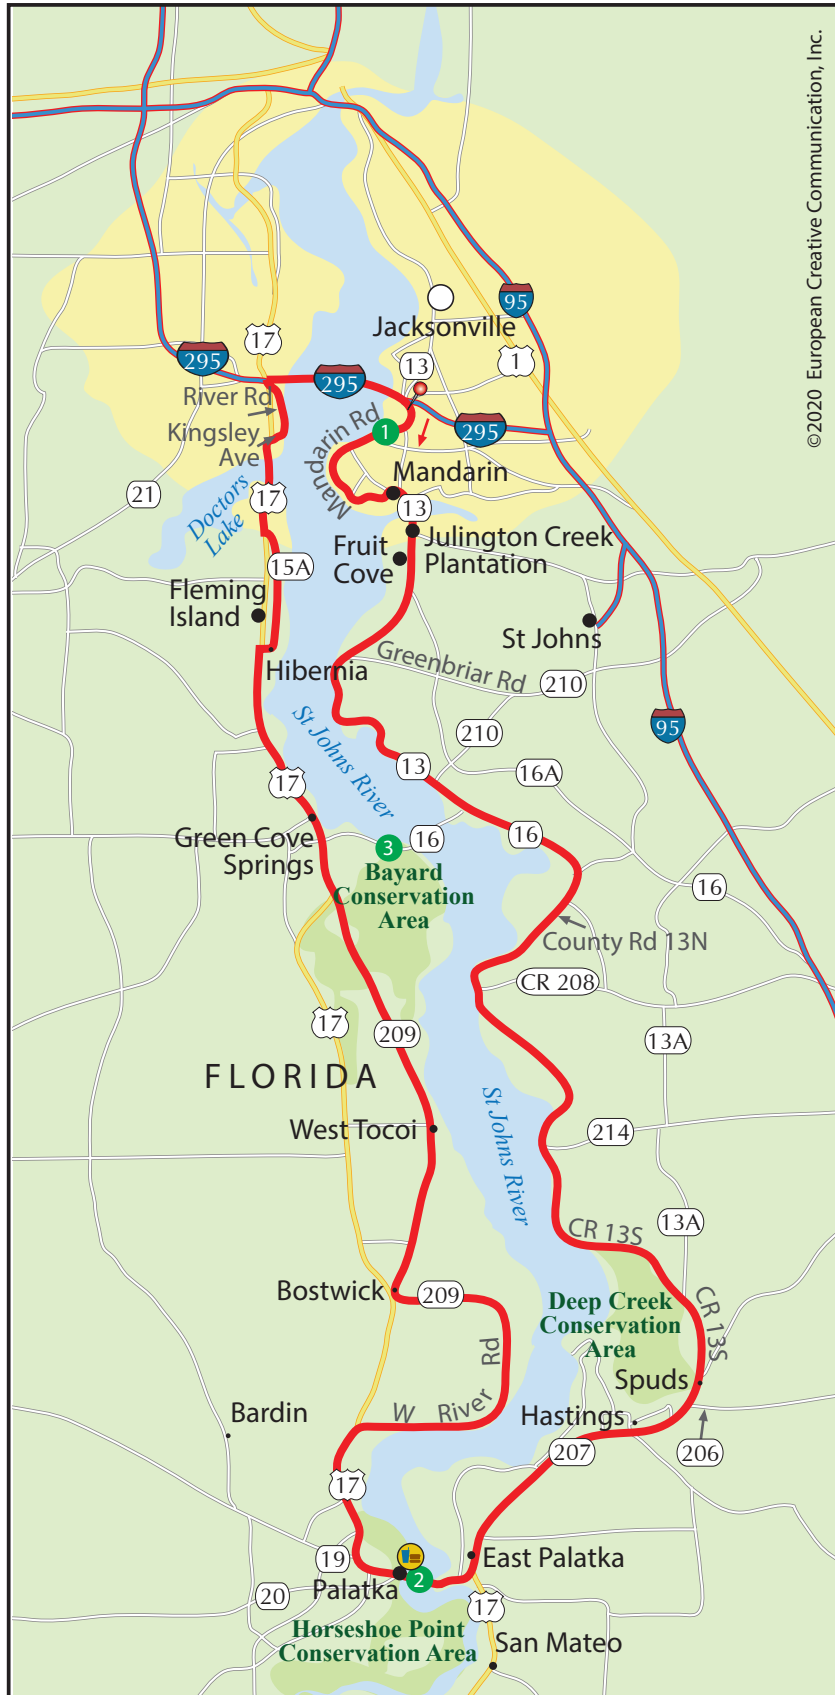 ©2020 European Creative Communication, Inc.
95
Jacksonville
17
1
295
13
295
River Rd
Kingsley
Ave
Mandarin Rd
1
295
21
17
Doctors
Lake
Mandarin
13
Julington Creek
Plantation
Fruit
Cove
15A
Fleming
Island
St Johns
Hibernia
Greenbriar Rd
210
St Johns River
210
95
13
16A
17
Green Cove
Springs
3
16
16
Bayard
Conservation
Area
16
County Rd 13N
CR 208
17
209
13A
FLORIDA
West Tocoi
St Johns River
214
CR 13S
13A
Bostwick
209
Deep Creek
Conservation
Area
CR 13S
Spuds
W River Rd
Bardin
Hastings
206
207
17
19
East Palatka
Palatka
2
20
17
Horseshoe Point
Conservation Area
San Mateo